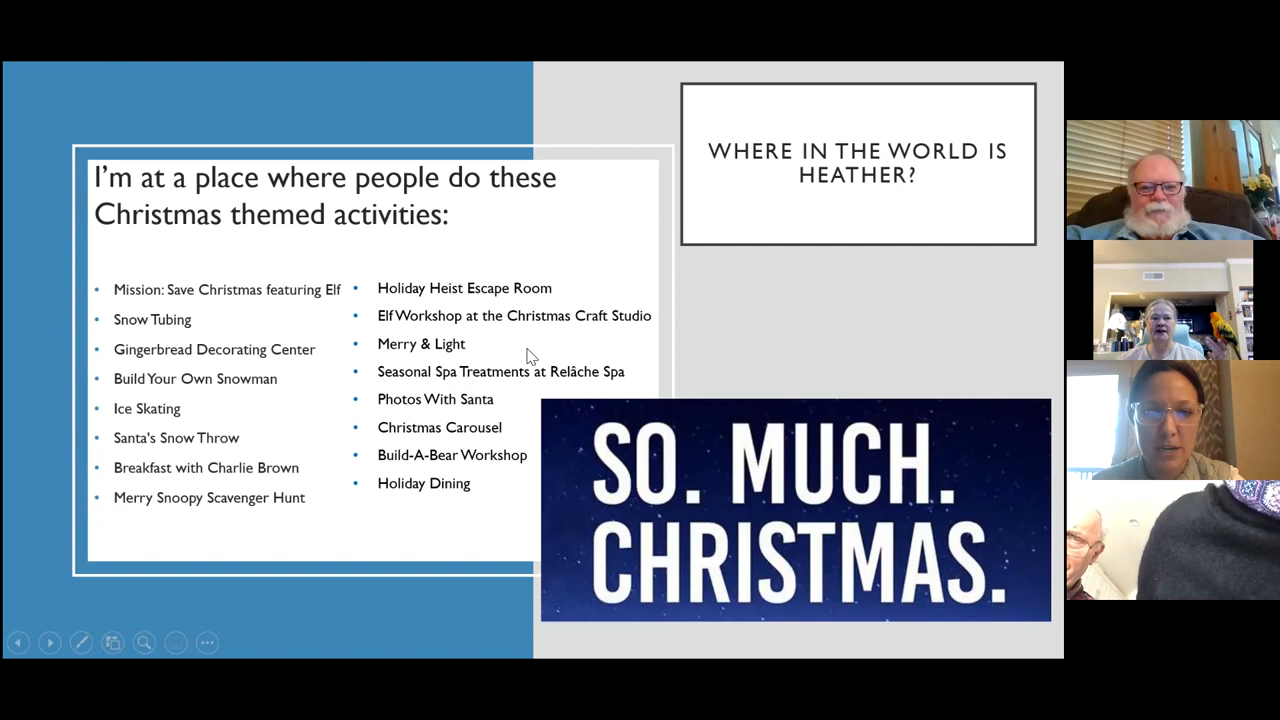 WHERE IN THE WORLD IS
HEATHER?
I'm at a place where people do these
Christmas themed activities:
• Mission: Save Christmas featuring Elf
• Snow Tubing
• Gingerbread Decorating Center
• Build Your Own Snowman
• Ice Skating
• Santa's Snow Throw
• Breakfast with Charlie Brown
• Merry Snoopy Scavenger Hunt
• Holiday Heist Escape Room
• Elf Workshop at the Christmas Craft Studio
• Merry & Light
• Seasonal Spa Treatments at Relâche Spa
• Photos With Santa
• Christmas Carousel
• Build-A-Bear Workshop
• Holiday Dining
SO. MUCH.
CHRISTMAS.